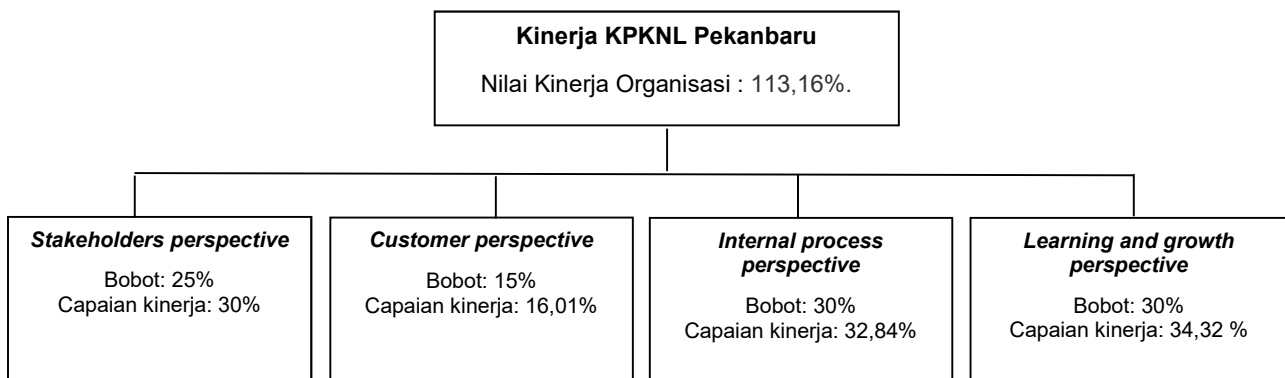 Kinerja KPKNL Pekanbaru
Nilai Kinerja Organisasi : 113,16%.
Stakeholders perspective
Bobot: 25%
Capaian kinerja: 30%
Customer perspective
Bobot: 15%
Capaian kinerja: 16,01%
Internal process
perspective
Bobot: 30%
Capaian kinerja: 32,84%
Learning and growth
perspective
Bobot: 30%
Capaian kinerja: 34,32 %